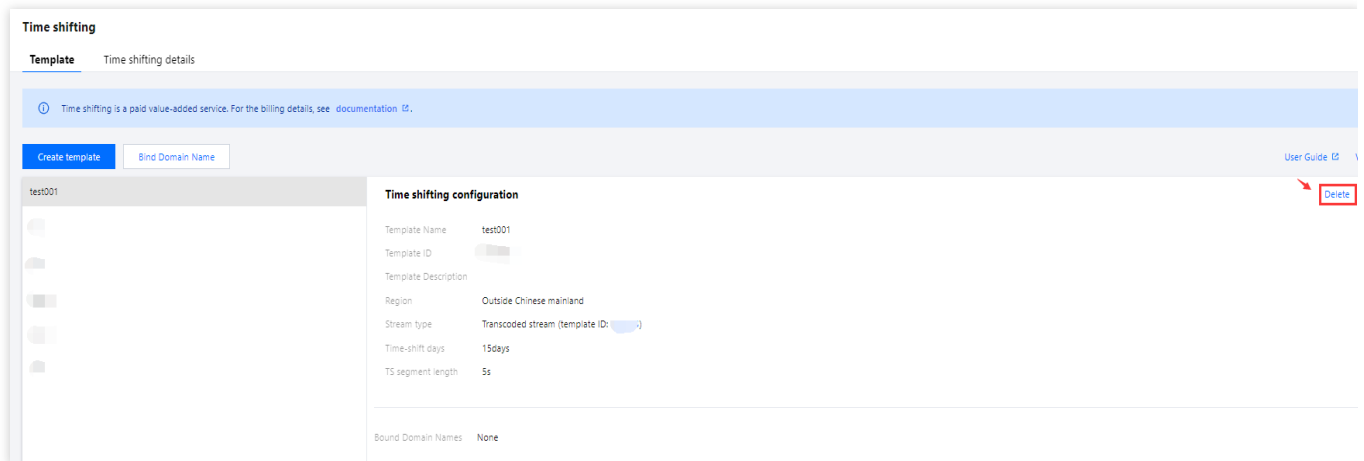 Time shifting
Template Time shifting details
Time shifting is a paid value-added service. For the billing details, see documentation .
Create template Bind Domain Name User Guide
test001 Time shifting configuration Delete
Template Name test001
Template ID
Template Description
Region Outside Chinese mainland
Stream type Transcoded stream (template ID: )
Time-shift days 15days
TS segment length 5s
Bound Domain Names None